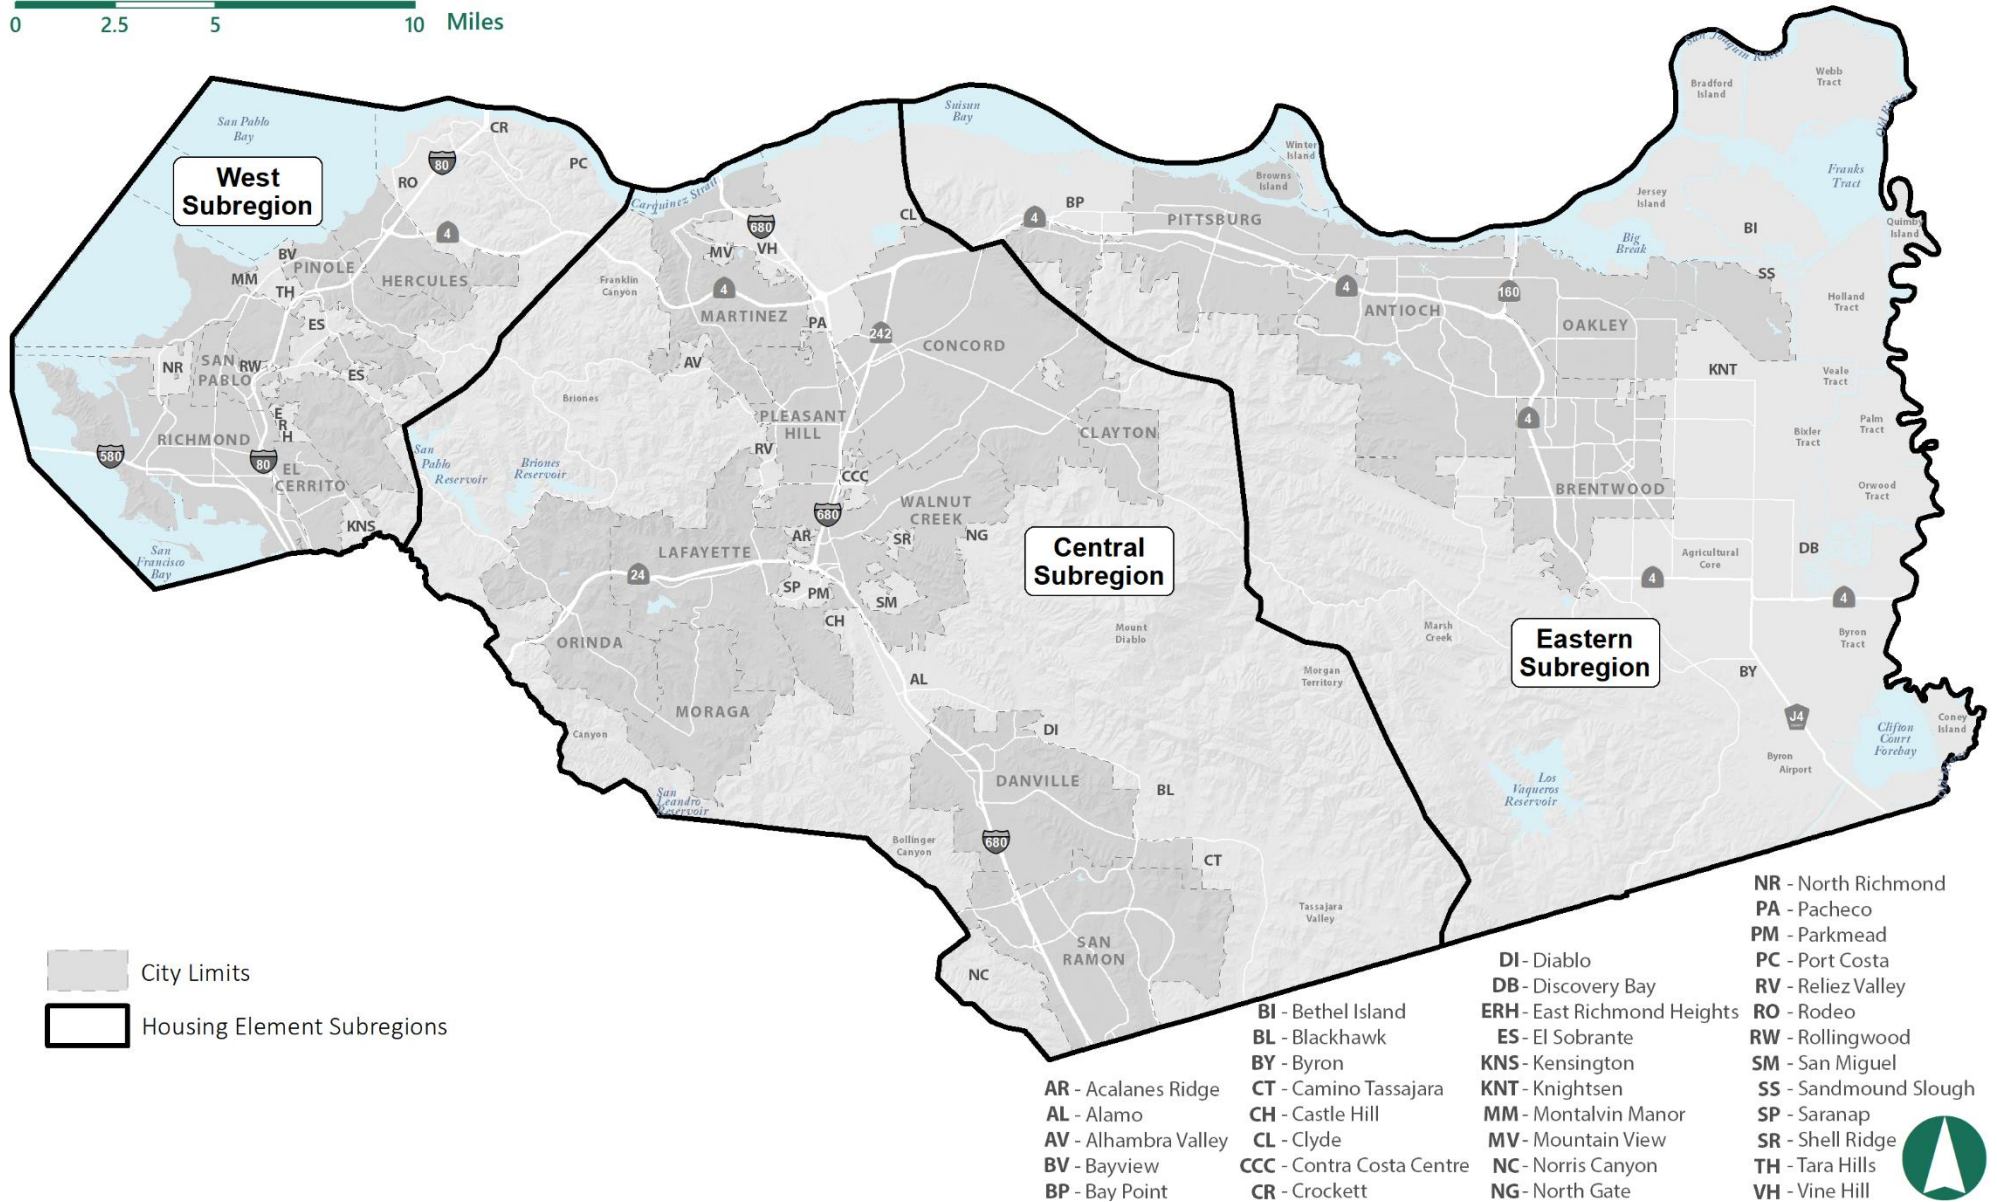 0 2.5 5 10 Miles
San Pablo
Bay
West
Subregion
CR
80
PC
RO
4
BV
PINOLE
HERCULES
MM
TH
ES
NR
SAN
PABLO
RW
ES
E
R
H
RICHMOND
580
80
EL
CERRITO
KNS
San
Francisco
Bay
Carquinez Strait
680
MV
VH
CL
Franklin
Canyon
4
MARTINEZ
PA
242
CONCORD
AV
Briones
PLEASANT
HILL
CLAYTON
RV
San
Pablo
Reservoir
Briones
Reservoir
CCC
WALNUT
CREEK
680
AR
SR
NG
LAFAYETTE
24
SP
PM
SM
CH
ORINDA
Central
Subregion
Mount
Diablo
Morgan
Territory
AL
MORAGA
Canyon
DI
San
Leandro
Reservoir
DANVILLE
BL
680
Bollinger
Canyon
CT
Tassajara
Valley
SAN
RAMON
NC
Suisun
Bay
Winter
Island
Browns
Island
4
BP
PITTSBURG
San Joaquin River
Bradford
Island
Webb
Tract
Franks
Tract
Jersey
Island
BI
Quimby
Island
Big
Break
SS
4
ANTIOCH
160
OAKLEY
Holland
Tract
KNT
Veale
Tract
4
Palm
Tract
Bixler
Tract
BRENTWOOD
Orwood
Tract
Agricultural
Core
DB
4
4
Marsh
Creek
Eastern
Subregion
Byron
Tract
BY
J4
Coney
Island
Clifton
Court
Forebay
Byron
Airport
Los
Vaqueros
Reservoir
City Limits
Housing Element Subregions
AR - Acalanes Ridge
AL - Alamo
AV - Alhambra Valley
BV - Bayview
BP - Bay Point
BI - Bethel Island
BL - Blackhawk
BY - Byron
CT - Camino Tassajara
CH - Castle Hill
CL - Clyde
CCC - Contra Costa Centre
CR - Crockett
DI - Diablo
DB - Discovery Bay
ERH - East Richmond Heights
ES - El Sobrante
KNS - Kensington
KNT - Knightsen
MM - Montalvin Manor
MV - Mountain View
NC - Norris Canyon
NG - North Gate
NR - North Richmond
PA - Pacheco
PM - Parkmead
PC - Port Costa
RV - Reliez Valley
RO - Rodeo
RW - Rollingwood
SM - San Miguel
SS - Sandmound Slough
SP - Saranap
SR - Shell Ridge
TH - Tara Hills
VH - Vine Hill